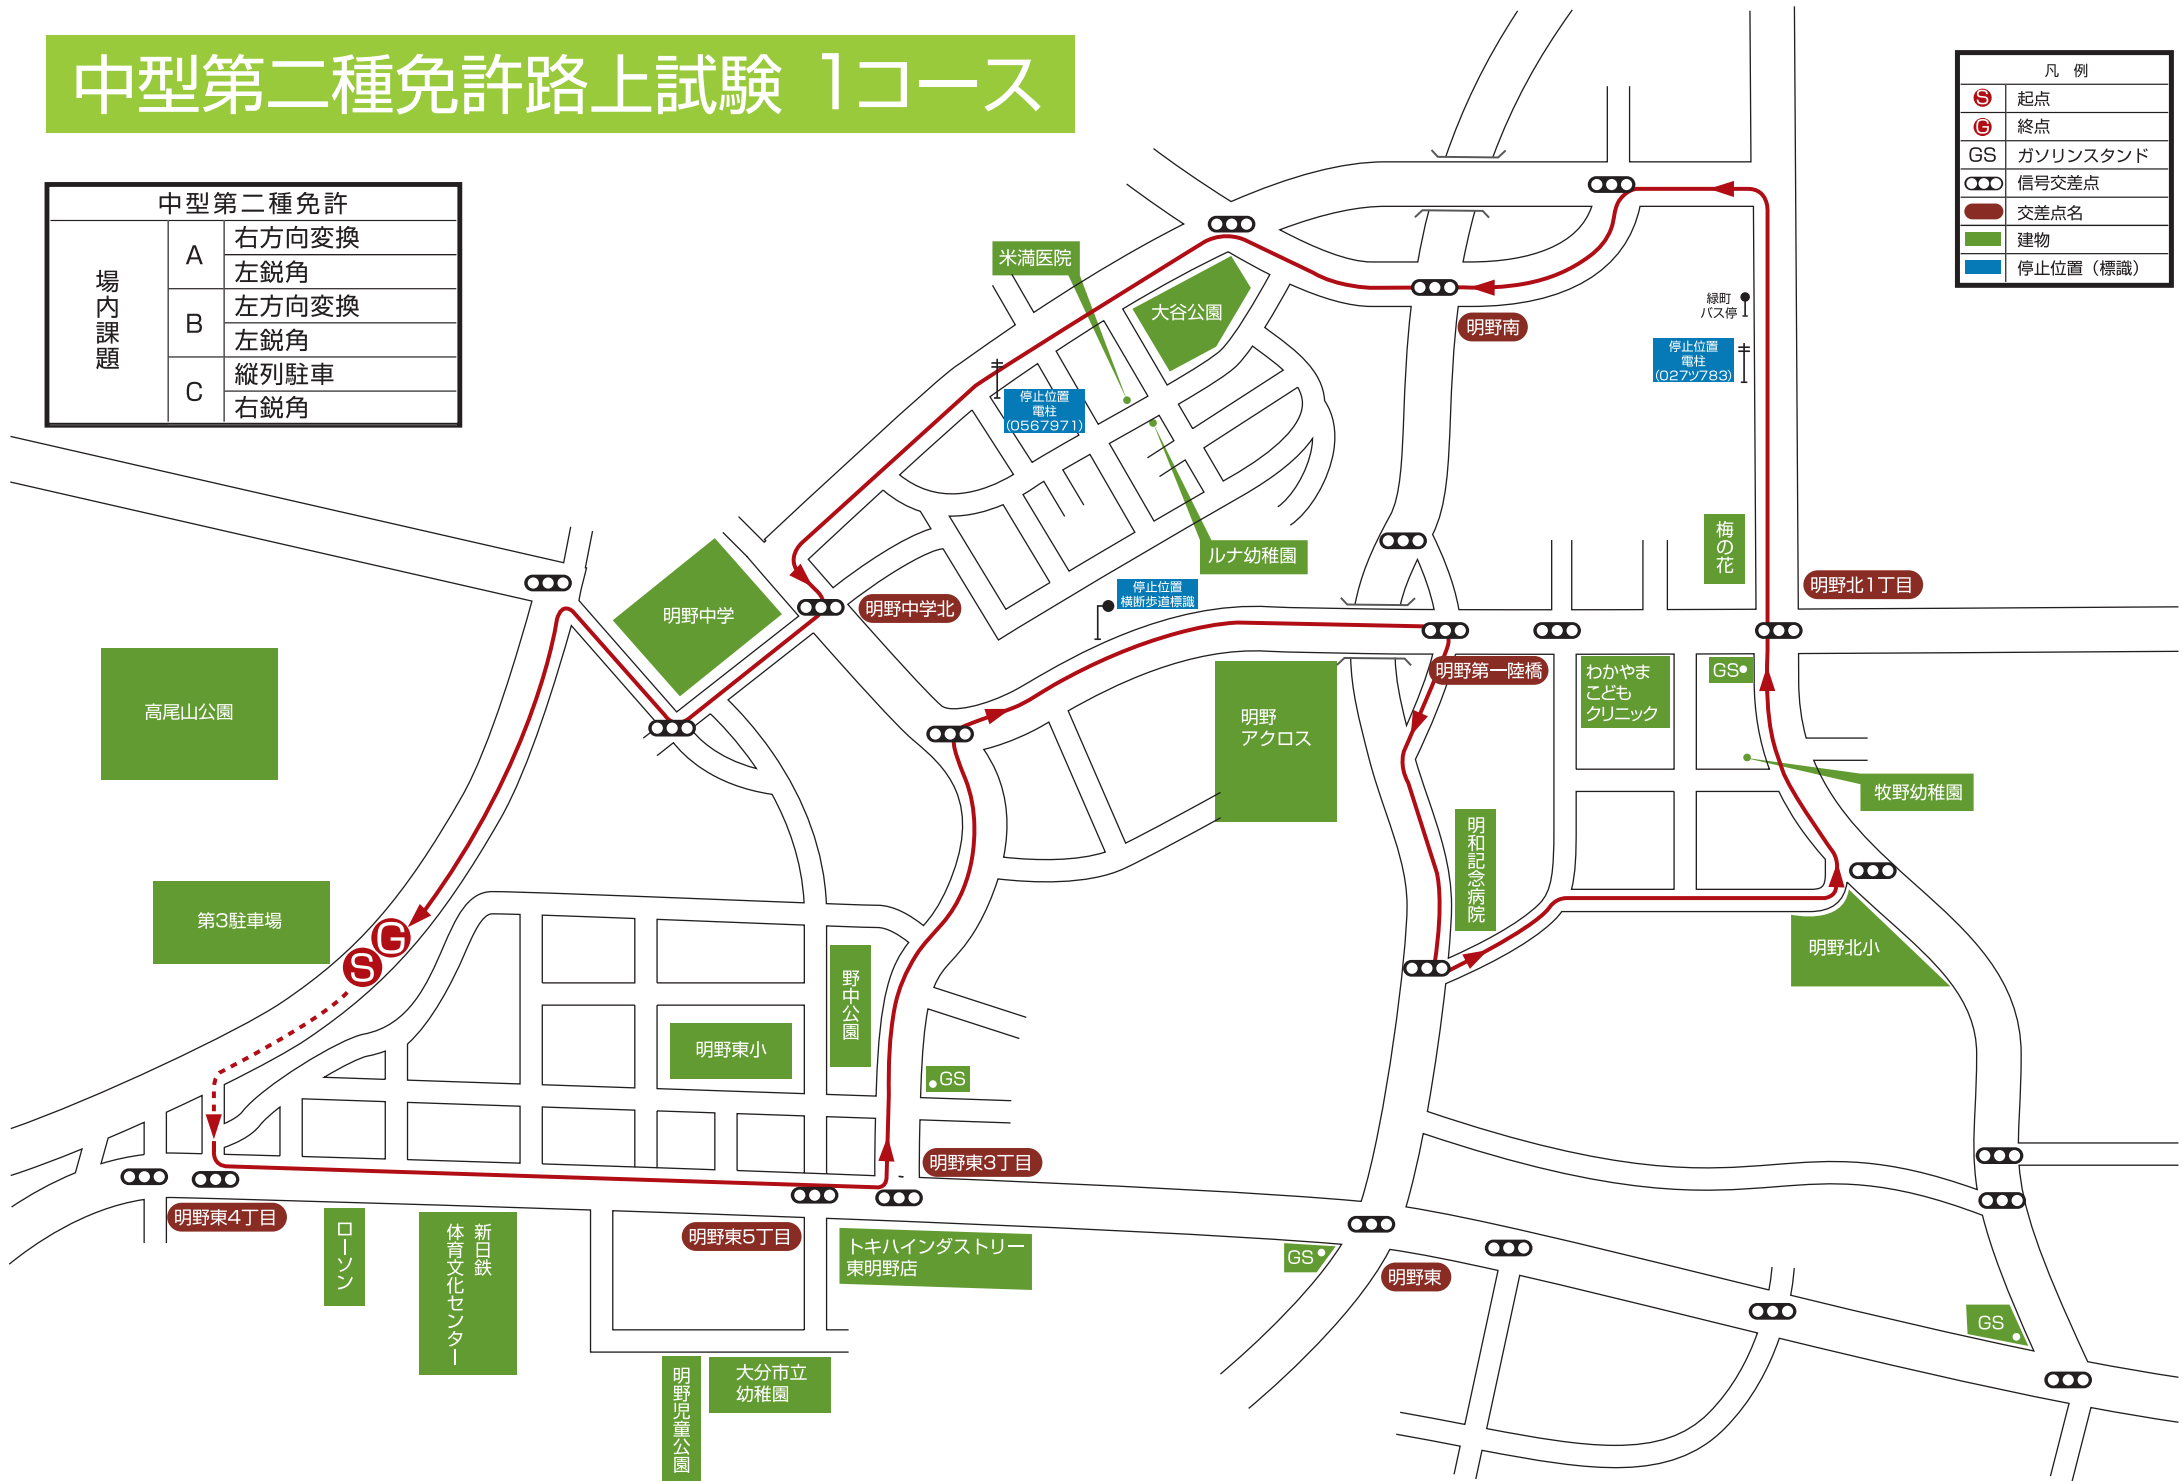 中型第二種免許路上試験 1コース
中型第二種免許
場内課題
A
右方向変換
左鋭角
B
左方向変換
左鋭角
C
縦列駐車
右鋭角
凡 例
S 起点
G 終点
GS ガソリンスタンド
信号交差点
交差点名
建物
停止位置（標識）
米満医院
大谷公園
明野南
緑町
バス停
停止位置
電柱
(027ツ783)
停止位置
電柱
(0567971)
ルナ幼稚園
梅の花
明野中学
明野中学北
停止位置
横断歩道標識
明野北1丁目
高尾山公園
明野
アクロス
明野第一陸橋
わかやま
こども
クリニック
GS
牧野幼稚園
明和記念病院
第3駐車場
G
S
明野北小
野中公園
明野東小
GS
明野東3丁目
明野東4丁目
ローソン
新日鉄
体育文化センター
明野東5丁目
トキハインダストリー
東明野店
GS
明野東
GS
明野児童公園
大分市立
幼稚園